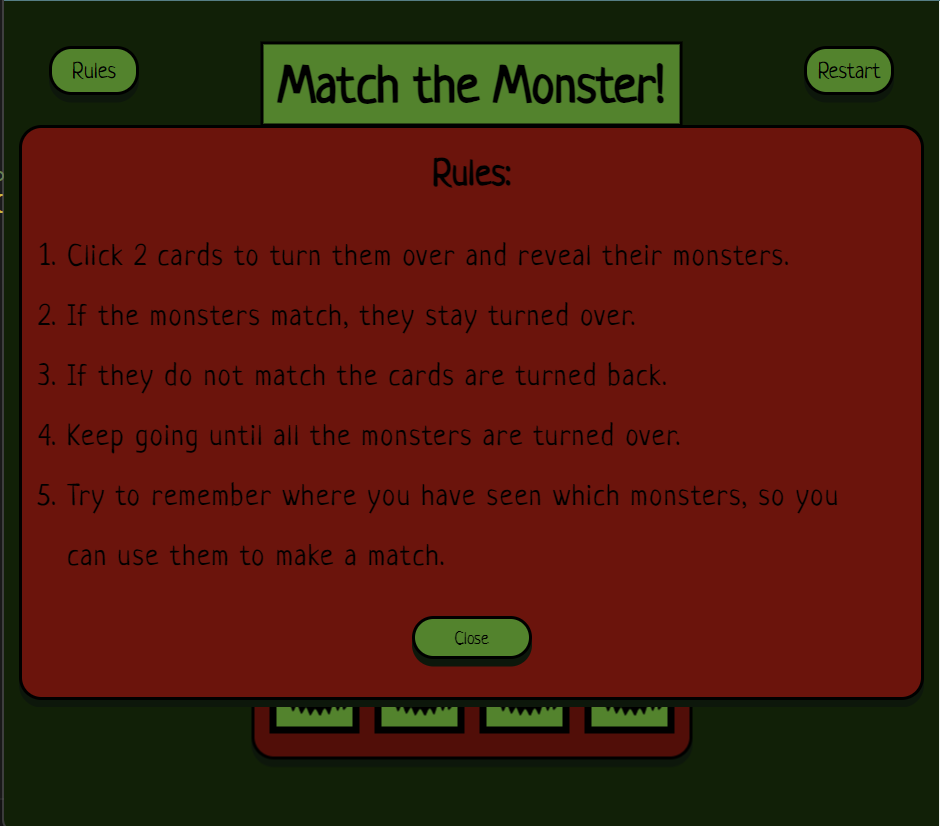 Rules
Match the Monster!
Restart
Rules:
1. Click 2 cards to turn them over and reveal their monsters.
2. If the monsters match, they stay turned over.
3. If they do not match the cards are turned back.
4. Keep going until all the monsters are turned over.
5. Try to remember where you have seen which monsters, so you
can use them to make a match.
Close